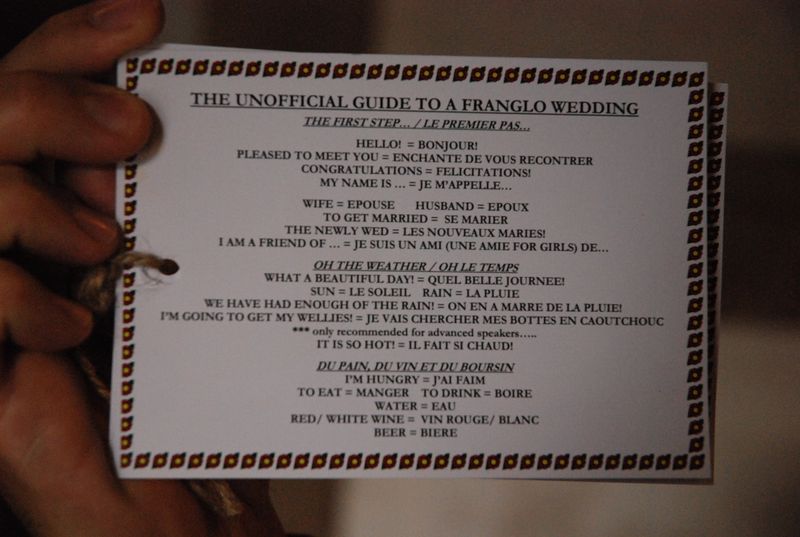 THE UNOFFICIAL GUIDE TO A FRANGLO WEDDING
THE FIRST STEP... / LE PREMIER PAS...
HELLO! = BONJOUR!
PLEASED TO MEET YOU = ENCHANTE DE VOUS RECONTRER
CONGRATULATIONS = FELICITATIONS!
MY NAME IS ... = JE M'APPELLE...
WIFE = EPOUSE HUSBAND = EPOUX
TO GET MARRIED = SE MARIER
THE NEWLY WED = LES NOUVEAUX MARIES!
I AM A FRIEND OF ... = JE SUIS UN AMI (UNE AMIE FOR GIRLS) DE...
OH THE WEATHER / OH LE TEMPS
WHAT A BEAUTIFUL DAY! = QUEL BELLE JOURNEE!
SUN = LE SOLEIL RAIN = LA PLUIE
WE HAVE HAD ENOUGH OF THE RAIN! = ON EN A MARRE DE LA PLUIE!
I'M GOING TO GET MY WELLIES! = JE VAIS CHERCHER MES BOTTES EN CAOUTCHOUC
*** only recommended for advanced speakers.....
IT IS SO HOT! = IL FAIT SI CHAUD!
DU PAIN, DU VIN ET DU BOURSIN
I'M HUNGRY = J'AI FAIM
TO EAT = MANGER TO DRINK = BOIRE
WATER = EAU
RED/ WHITE WINE = VIN ROUGE/ BLANC
BEER = BIERE